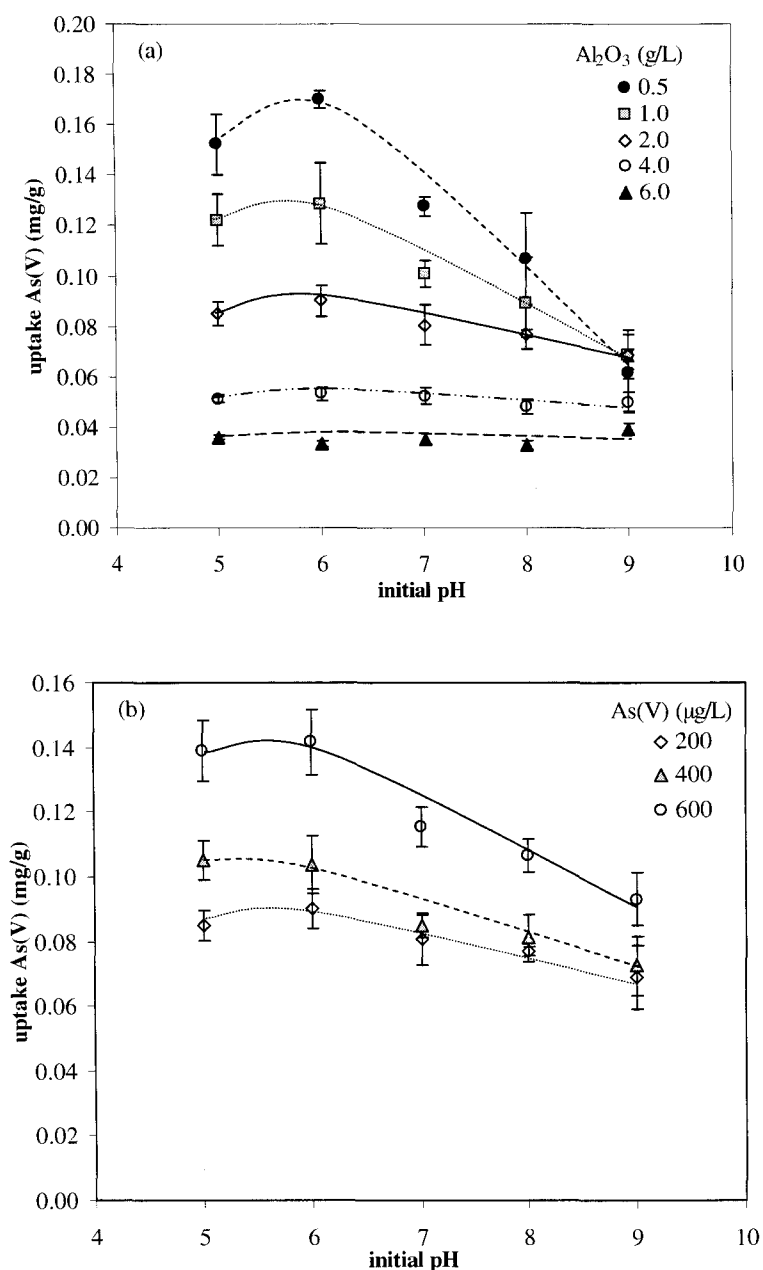 (a)
Al₂O₃ (g/L)
0.5
1.0
2.0
4.0
6.0
uptake As(V) (mg/g)
0.20
0.18
0.16
0.14
0.12
0.10
0.08
0.06
0.04
0.02
0.00
4 5 6 7 8 9 10
initial pH
(b)
As(V) (µg/L)
200
400
600
uptake As(V) (mg/g)
0.16
0.14
0.12
0.10
0.08
0.06
0.04
0.02
0.00
4 5 6 7 8 9 10
initial pH